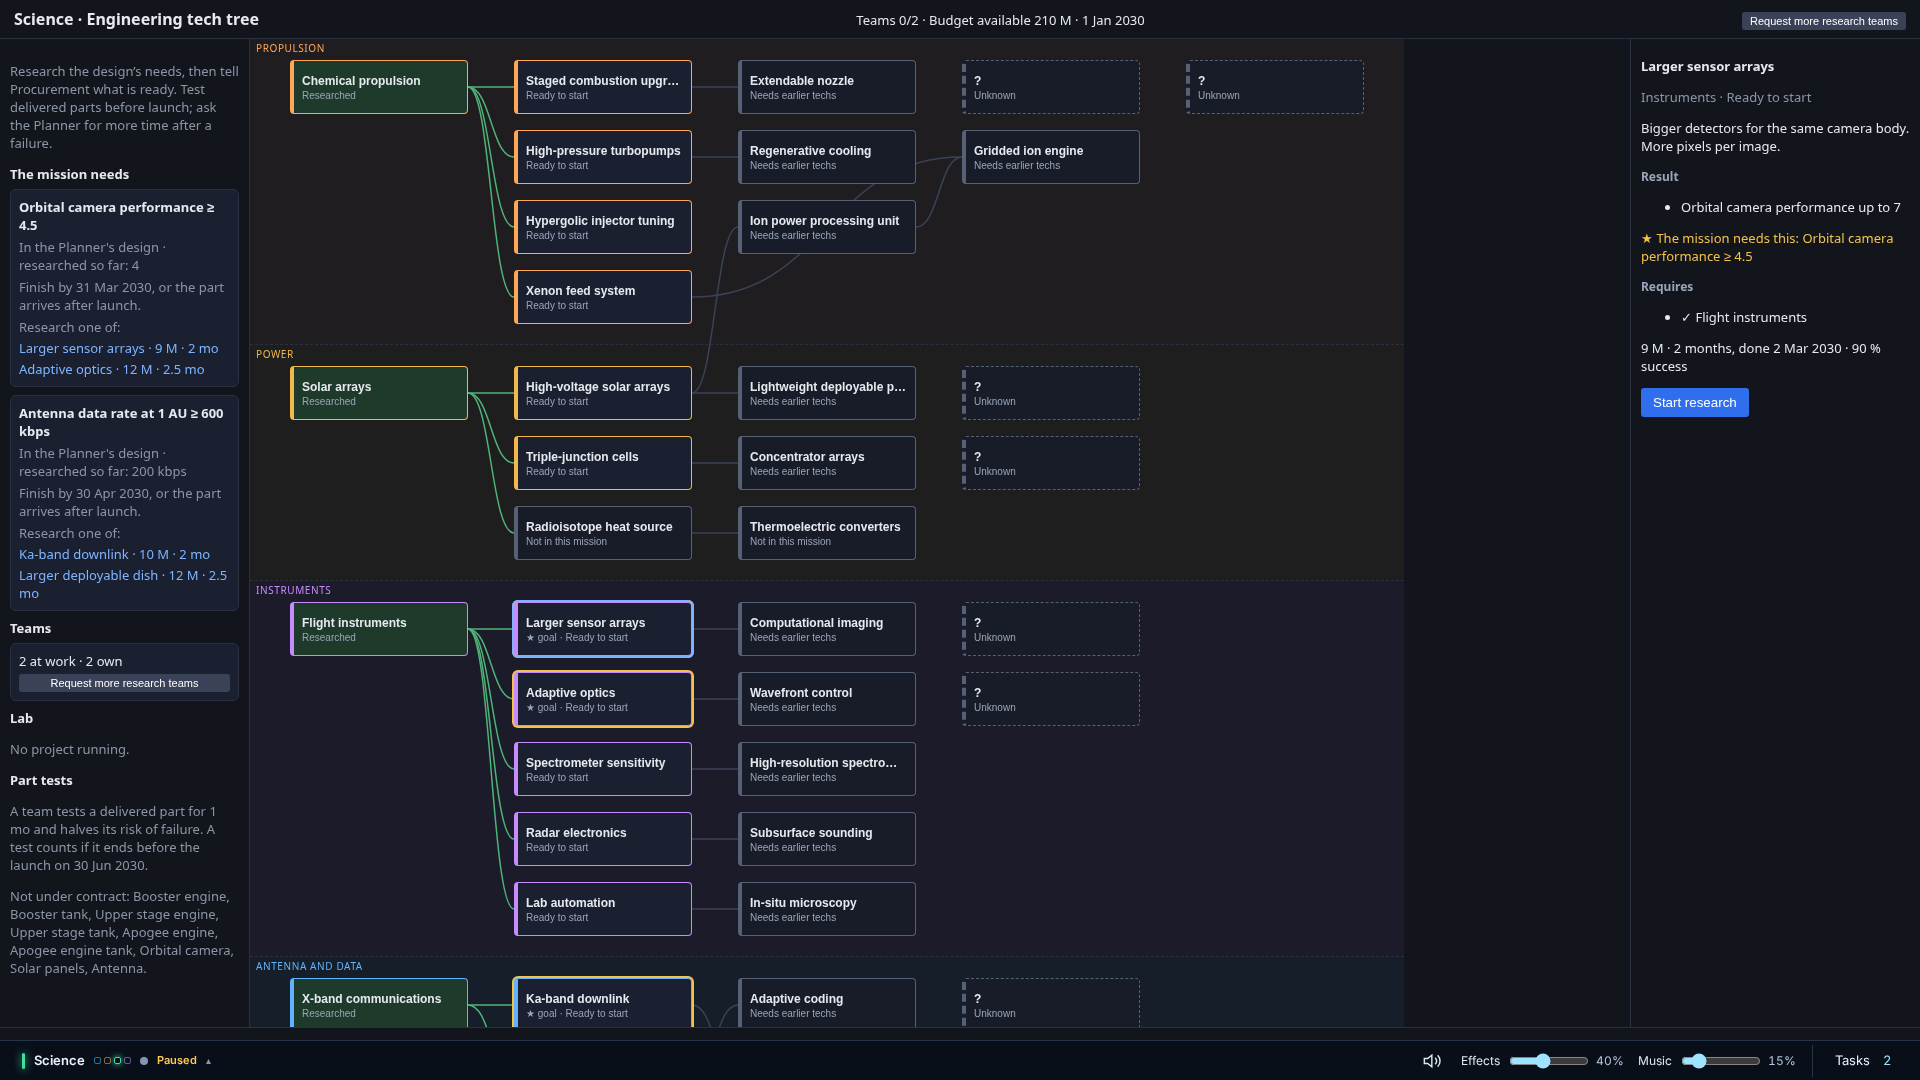 Science · Engineering tech tree
Teams 0/2 · Budget available 210 M · 1 Jan 2030
Request more research teams
Research the design's needs, then tell
Procurement what is ready. Test
delivered parts before launch; ask
the Planner for more time after a
failure.
The mission needs
Orbital camera performance ≥
4.5
In the Planner's design ·
researched so far: 4
Finish by 31 Mar 2030, or the part
arrives after launch.
Research one of:
Larger sensor arrays · 9 M · 2 mo
Adaptive optics · 12 M · 2.5 mo
Antenna data rate at 1 AU ≥ 600
kbps
In the Planner's design ·
researched so far: 200 kbps
Finish by 30 Apr 2030, or the part
arrives after launch.
Research one of:
Ka-band downlink · 10 M · 2 mo
Larger deployable dish · 12 M · 2.5
mo
Teams
2 at work · 2 own
Request more research teams
Lab
No project running.
Part tests
A team tests a delivered part for 1
mo and halves its risk of failure. A
test counts if it ends before the
launch on 30 Jun 2030.
Not under contract: Booster engine,
Booster tank, Upper stage engine,
Upper stage tank, Apogee engine,
Apogee engine tank, Orbital camera,
Solar panels, Antenna.
PROPULSION
Chemical propulsion
Researched
Staged combustion upgr...
Ready to start
Extendable nozzle
Needs earlier techs
?
Unknown
?
Unknown
High-pressure turbopumps
Ready to start
Regenerative cooling
Needs earlier techs
Gridded ion engine
Needs earlier techs
Hypergolic injector tuning
Ready to start
Ion power processing unit
Needs earlier techs
Xenon feed system
Ready to start
POWER
Solar arrays
Researched
High-voltage solar arrays
Ready to start
Lightweight deployable p...
Needs earlier techs
?
Unknown
Triple-junction cells
Ready to start
Concentrator arrays
Needs earlier techs
?
Unknown
Radioisotope heat source
Not in this mission
Thermoelectric converters
Not in this mission
INSTRUMENTS
Flight instruments
Researched
Larger sensor arrays
★ goal · Ready to start
Computational imaging
Needs earlier techs
?
Unknown
Adaptive optics
★ goal · Ready to start
Wavefront control
Needs earlier techs
?
Unknown
Spectrometer sensitivity
Ready to start
High-resolution spectro...
Needs earlier techs
Radar electronics
Ready to start
Subsurface sounding
Needs earlier techs
Lab automation
Ready to start
In-situ microscopy
Needs earlier techs
ANTENNA AND DATA
X-band communications
Researched
Ka-band downlink
★ goal · Ready to start
Adaptive coding
Needs earlier techs
?
Unknown
Larger sensor arrays
Instruments · Ready to start
Bigger detectors for the same camera body.
More pixels per image.
Result
• Orbital camera performance up to 7
★ The mission needs this: Orbital camera
performance ≥ 4.5
Requires
• ✓ Flight instruments
9 M · 2 months, done 2 Mar 2030 · 90 %
success
Start research
Science
Paused ▲
Effects 40%
Music 15%
Tasks 2